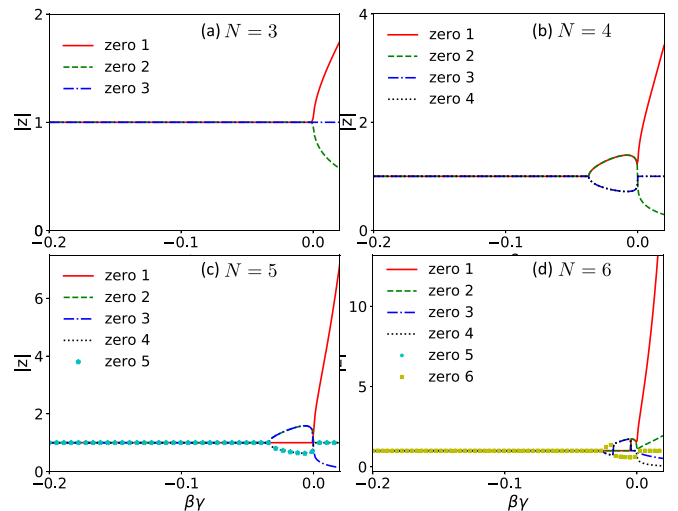 2
(a) N = 3
zero 1
zero 2
zero 3
|z|
1
0
−0.2
−0.1
0.0
4
(b) N = 4
zero 1
zero 2
zero 3
zero 4
|z|
2
0
−0.2
−0.1
0.0
(c) N = 5
6
zero 1
zero 2
zero 3
zero 4
zero 5
|z|
4
2
0
−0.2
−0.1
0.0
βγ
(d) N = 6
zero 1
zero 2
zero 3
zero 4
zero 5
zero 6
10
5
0
−0.2
−0.1
0.0
βγ